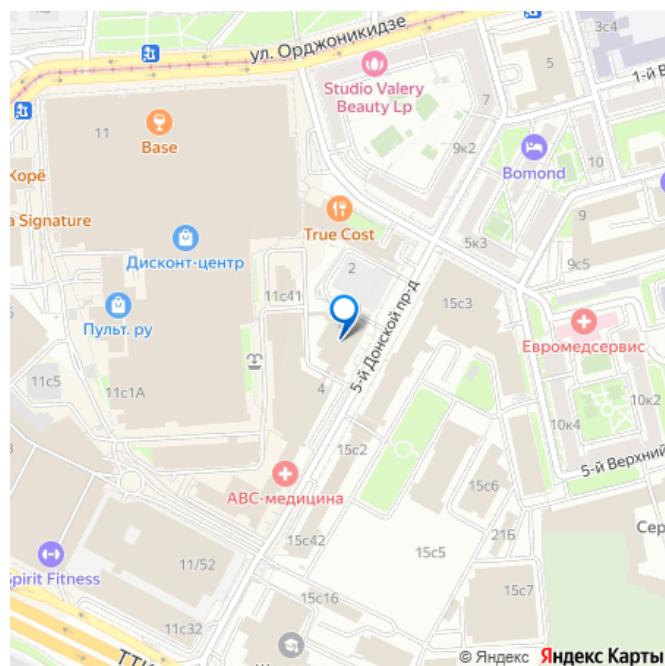 ул. Орджоникидзе
3с4
5
1-й В
Studio Valery
Beauty Lp
7
11
Base
9к2
Bomond
10
Корё
a Signature
True Cost
9
5к3
Дисконт-центр
2
9с5
11с41
15с3
Пульт.ру
5-й Донской пр-д
Евромедсервис
11с5
11с1А
4
10к2
10к4
15с2
5-й Верхний
АВС-медицина
15с6
15с42
21Б
Сер
11/52
15с5
Spirit Fitness
15с7
15с16
11с32
ТТК
© Яндекс Яндекс Карты